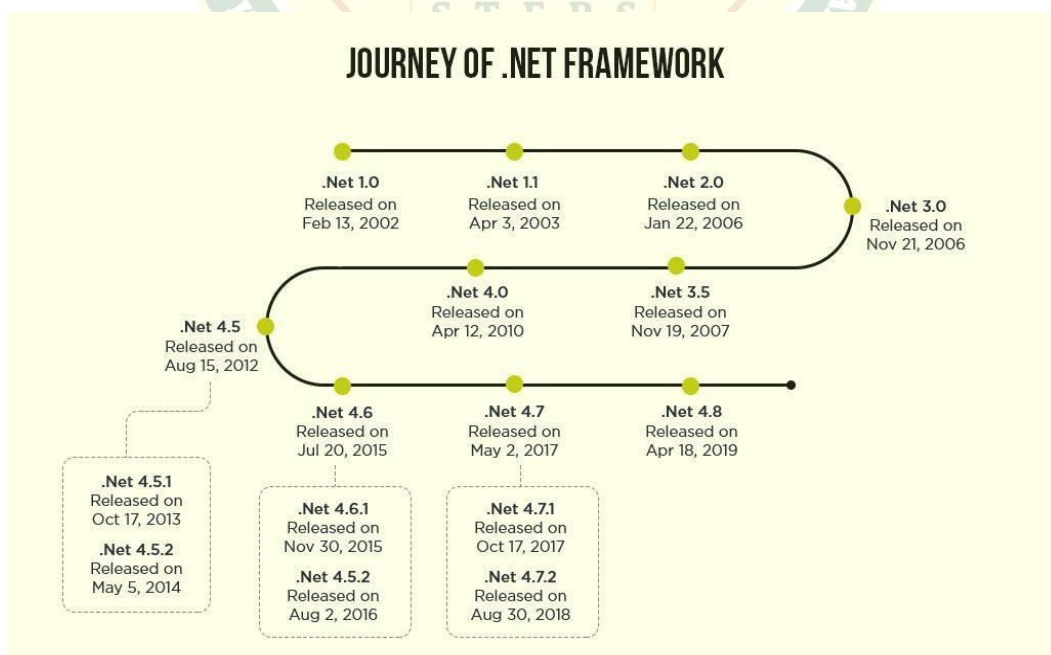 JOURNEY OF .NET FRAMEWORK
.Net 1.0
Released on
Feb 13, 2002
.Net 1.1
Released on
Apr 3, 2003
.Net 2.0
Released on
Jan 22, 2006
.Net 3.0
Released on
Nov 21, 2006
.Net 3.5
Released on
Nov 19, 2007
.Net 4.0
Released on
Apr 12, 2010
.Net 4.5
Released on
Aug 15, 2012
.Net 4.5.1
Released on
Oct 17, 2013
.Net 4.5.2
Released on
May 5, 2014
.Net 4.6
Released on
Jul 20, 2015
.Net 4.6.1
Released on
Nov 30, 2015
.Net 4.5.2
Released on
Aug 2, 2016
.Net 4.7
Released on
May 2, 2017
.Net 4.7.1
Released on
Oct 17, 2017
.Net 4.7.2
Released on
Aug 30, 2018
.Net 4.8
Released on
Apr 18, 2019